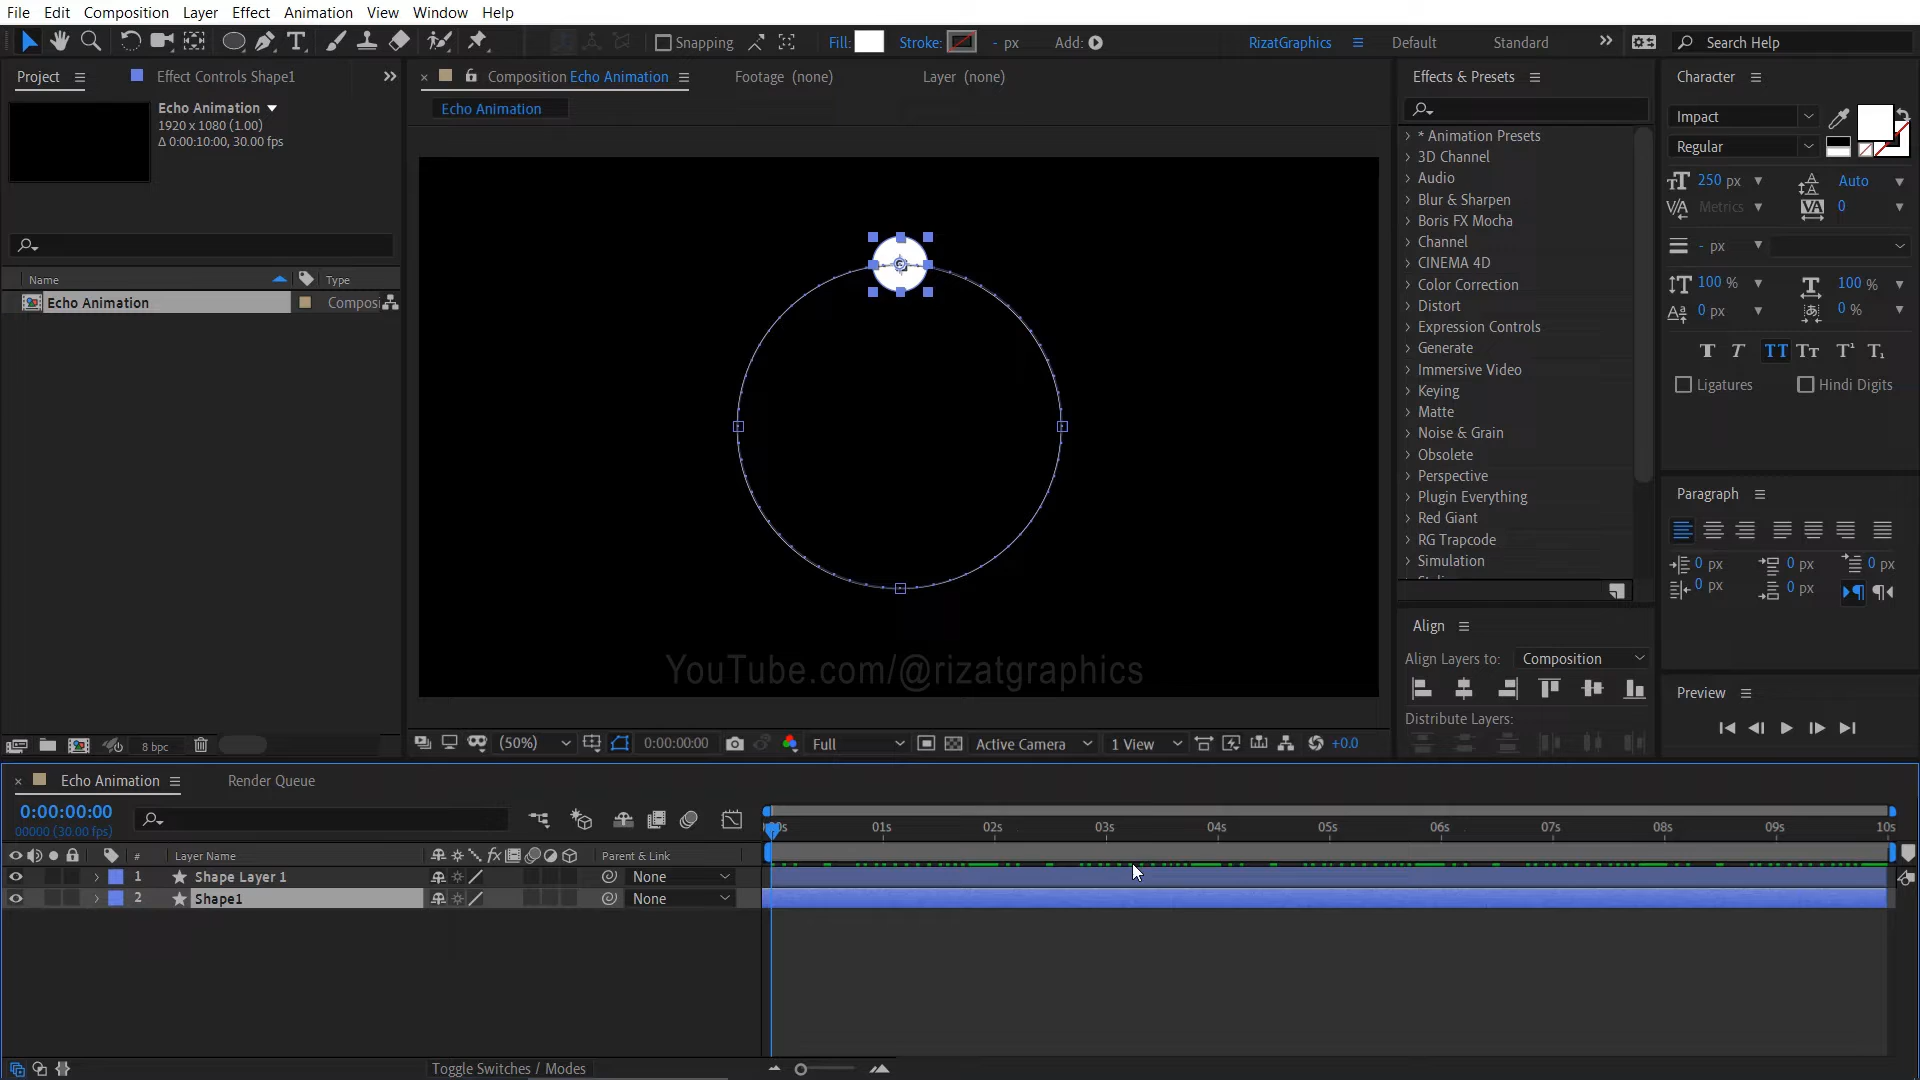 File Edit Composition Layer Effect Animation View Window Help
Snapping Fill: Stroke: - px Add: RizatGraphics Default Standard Search Help
Project Effect Controls Shape1
Echo Animation
1920 x 1080 (1.00)
Δ 0:00:10:00, 30.00 fps
Name Type
Echo Animation Composi
8 bpc
Composition Echo Animation Footage (none) Layer (none)
Echo Animation
YouTube.com/@rizatgraphics
(50%) 0:00:00:00 Full Active Camera 1 View +0.0
Effects & Presets
* Animation Presets
3D Channel
Audio
Blur & Sharpen
Boris FX Mocha
Channel
CINEMA 4D
Color Correction
Distort
Expression Controls
Generate
Immersive Video
Keying
Matte
Noise & Grain
Obsolete
Perspective
Plugin Everything
Red Giant
RG Trapcode
Simulation
Align
Align Layers to: Composition
Distribute Layers:
Character
Impact
Regular
250 px Auto
Metrics 0
- px
100 % 100 %
0 px 0 %
T T TT Tt T¹ T₁
Ligatures Hindi Digits
Paragraph
0 px 0 px 0 px
0 px 0 px
Preview
Echo Animation Render Queue
0:00:00:00
00000 (30.00 fps)
01s 02s 03s 04s 05s 06s 07s 08s 09s 10s
# Layer Name fx Parent & Link
1 Shape Layer 1 None
2 Shape1 None
Toggle Switches / Modes